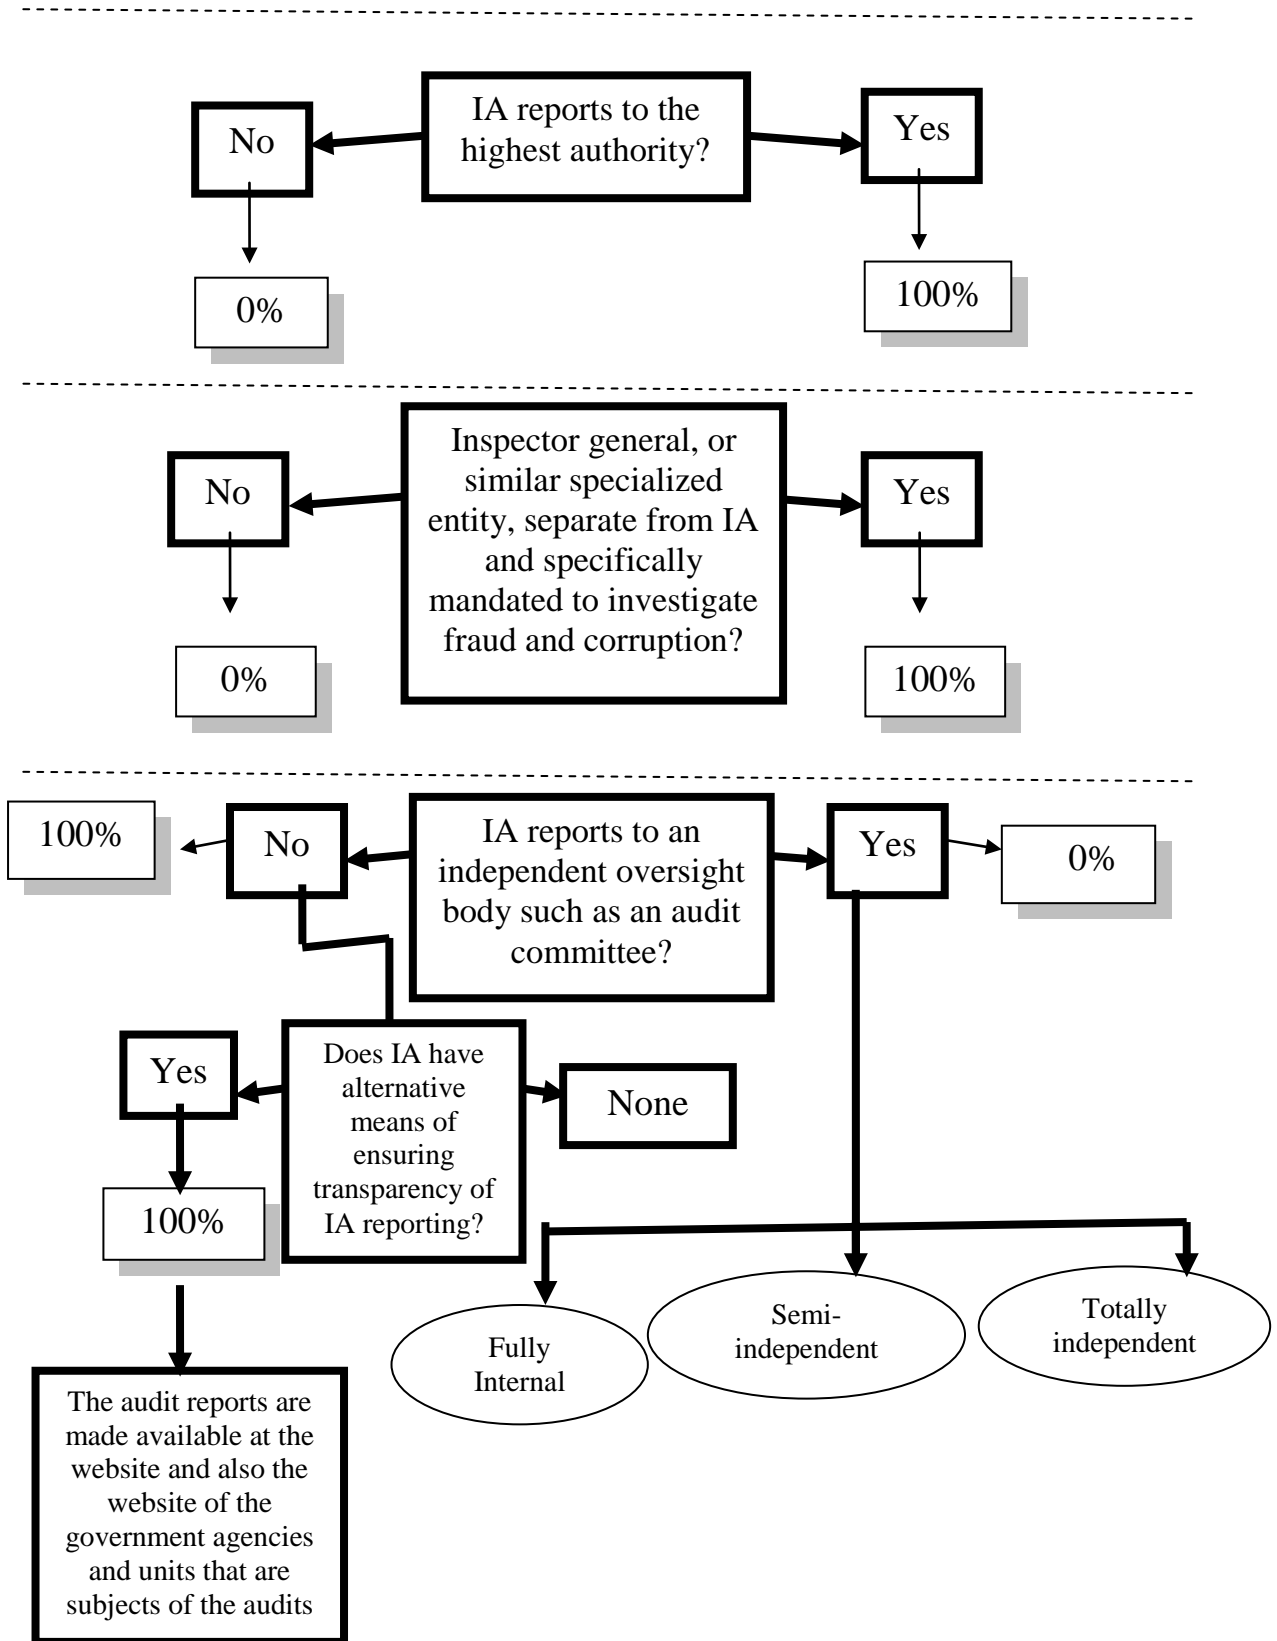 IA reports to the
highest authority?
No
Yes
0%
100%
Inspector general, or
similar specialized
entity, separate from IA
and specifically
mandated to investigate
fraud and corruption?
No
Yes
0%
100%
IA reports to an
independent oversight
body such as an audit
committee?
100%
No
Yes
0%
Does IA have
alternative
means of
ensuring
transparency of
IA reporting?
Yes
None
100%
Fully
Internal
Semi-
independent
Totally
independent
The audit reports are
made available at the
website and also the
website of the
government agencies
and units that are
subjects of the audits